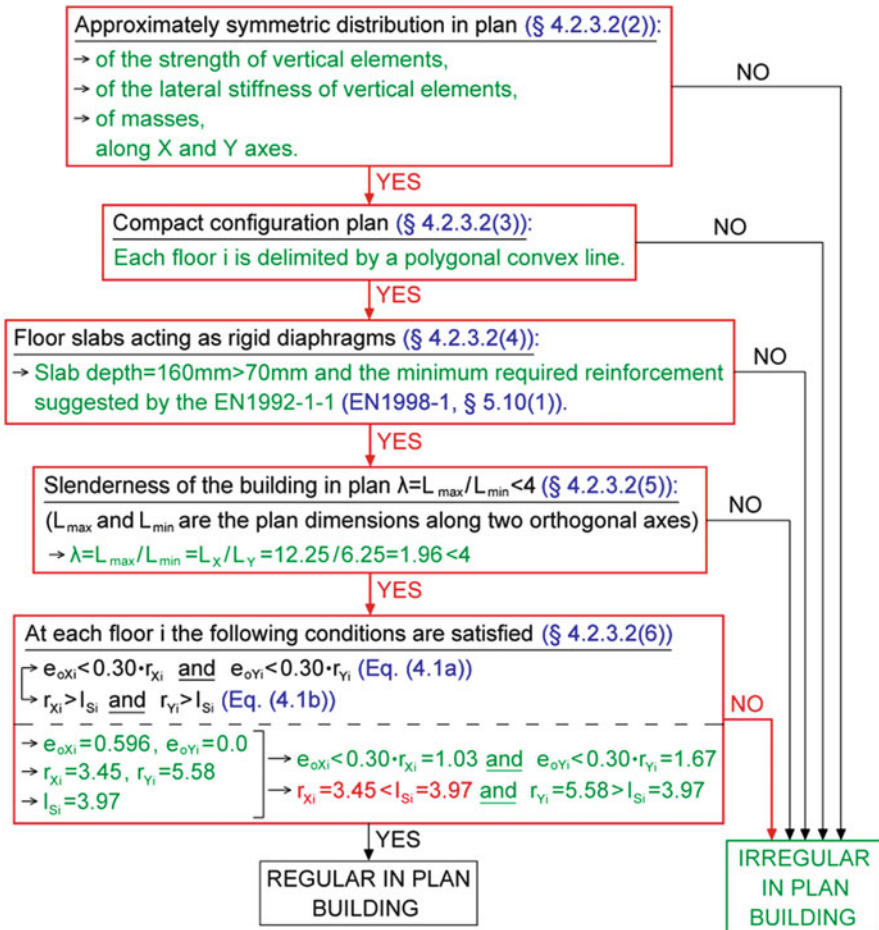 Approximately symmetric distribution in plan (§ 4.2.3.2(2)):
→ of the strength of vertical elements,
→ of the lateral stiffness of vertical elements,
→ of masses,
along X and Y axes.
NO
YES
Compact configuration plan (§ 4.2.3.2(3)):
Each floor i is delimited by a polygonal convex line.
NO
YES
Floor slabs acting as rigid diaphragms (§ 4.2.3.2(4)):
→ Slab depth=160mm>70mm and the minimum required reinforcement
suggested by the EN1992-1-1 (EN1998-1, § 5.10(1)).
NO
YES
Slenderness of the building in plan λ=Lmax/Lmin<4 (§ 4.2.3.2(5)):
(Lmax and Lmin are the plan dimensions along two orthogonal axes)
→ λ=Lmax/Lmin=LX/LY=12.25/6.25=1.96<4
NO
YES
At each floor i the following conditions are satisfied (§ 4.2.3.2(6))
→ eoXi<0.30·rXi and eoYi<0.30·rYi (Eq. (4.1a))
→ rXi>lSi and rYi>lSi (Eq. (4.1b))
NO
→ eoXi=0.596, eoYi=0.0
→ rXi=3.45, rYi=5.58
→ lSi=3.97
→ eoXi<0.30·rXi=1.03 and eoYi<0.30·rYi=1.67
→ rXi=3.45<lSi=3.97 and rYi=5.58>lSi=3.97
YES
REGULAR IN PLAN
BUILDING
IRREGULAR
IN PLAN
BUILDING